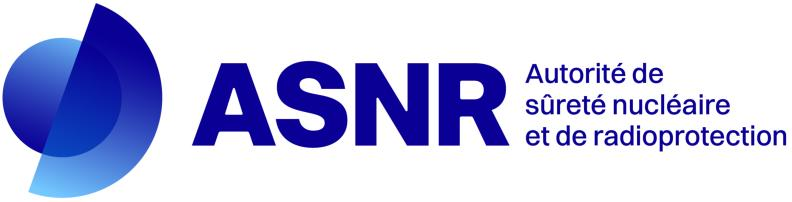 ASNR
Autorité de
sûreté nucléaire
et de radioprotection